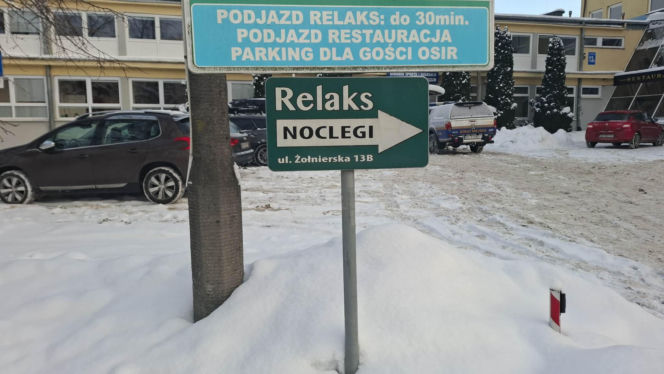 PODJAZD RELAKS: do 30min.
PODJAZD RESTAURACJA
PARKING DLA GOŚCI OSIR
Relaks
NOCLEGI
ul. Żołnierska 13B